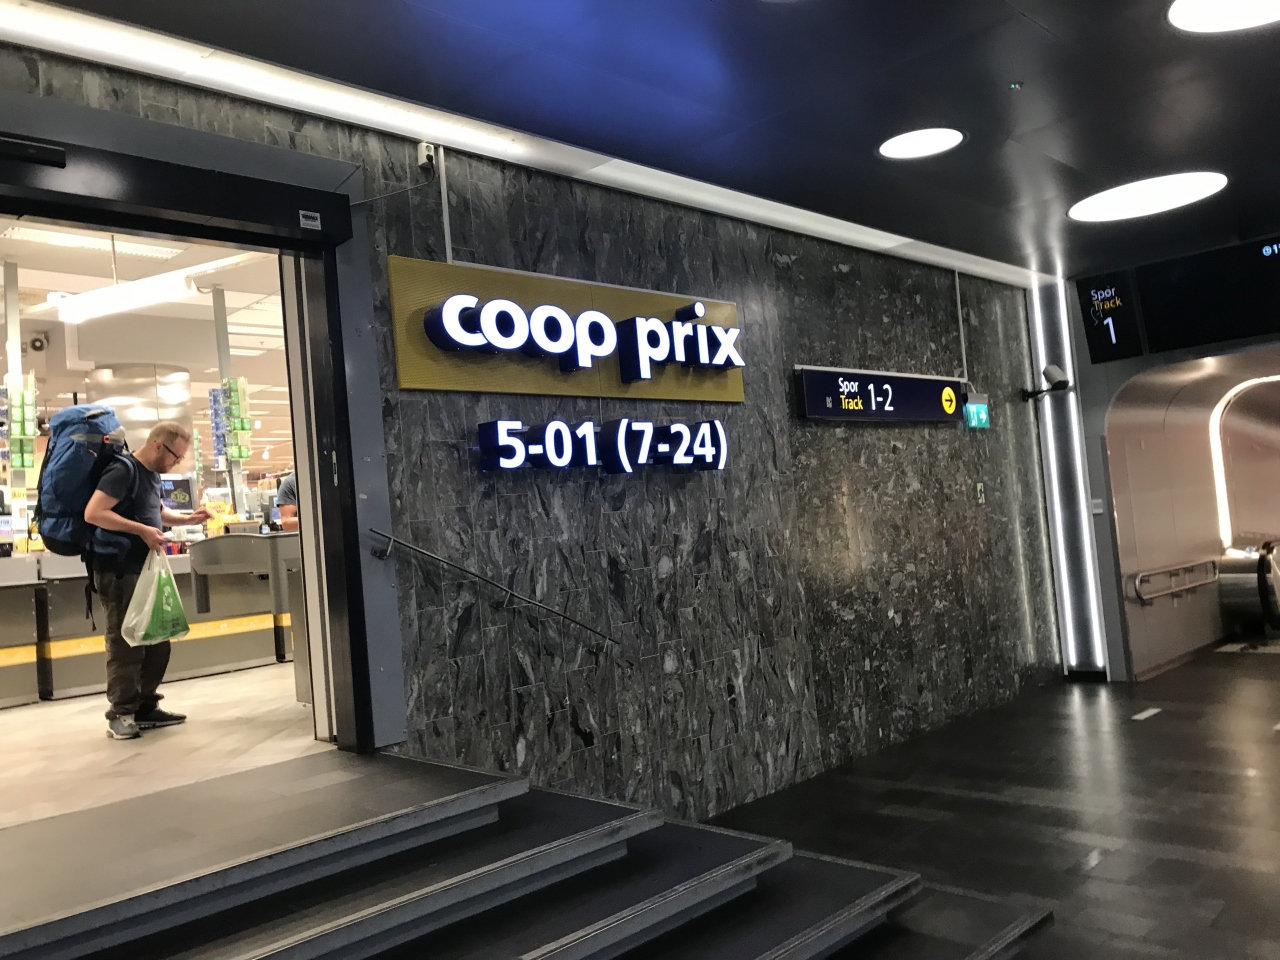 coop prix
5-01 (7-24)
Spor
Track 1-2
Spor
Track
1